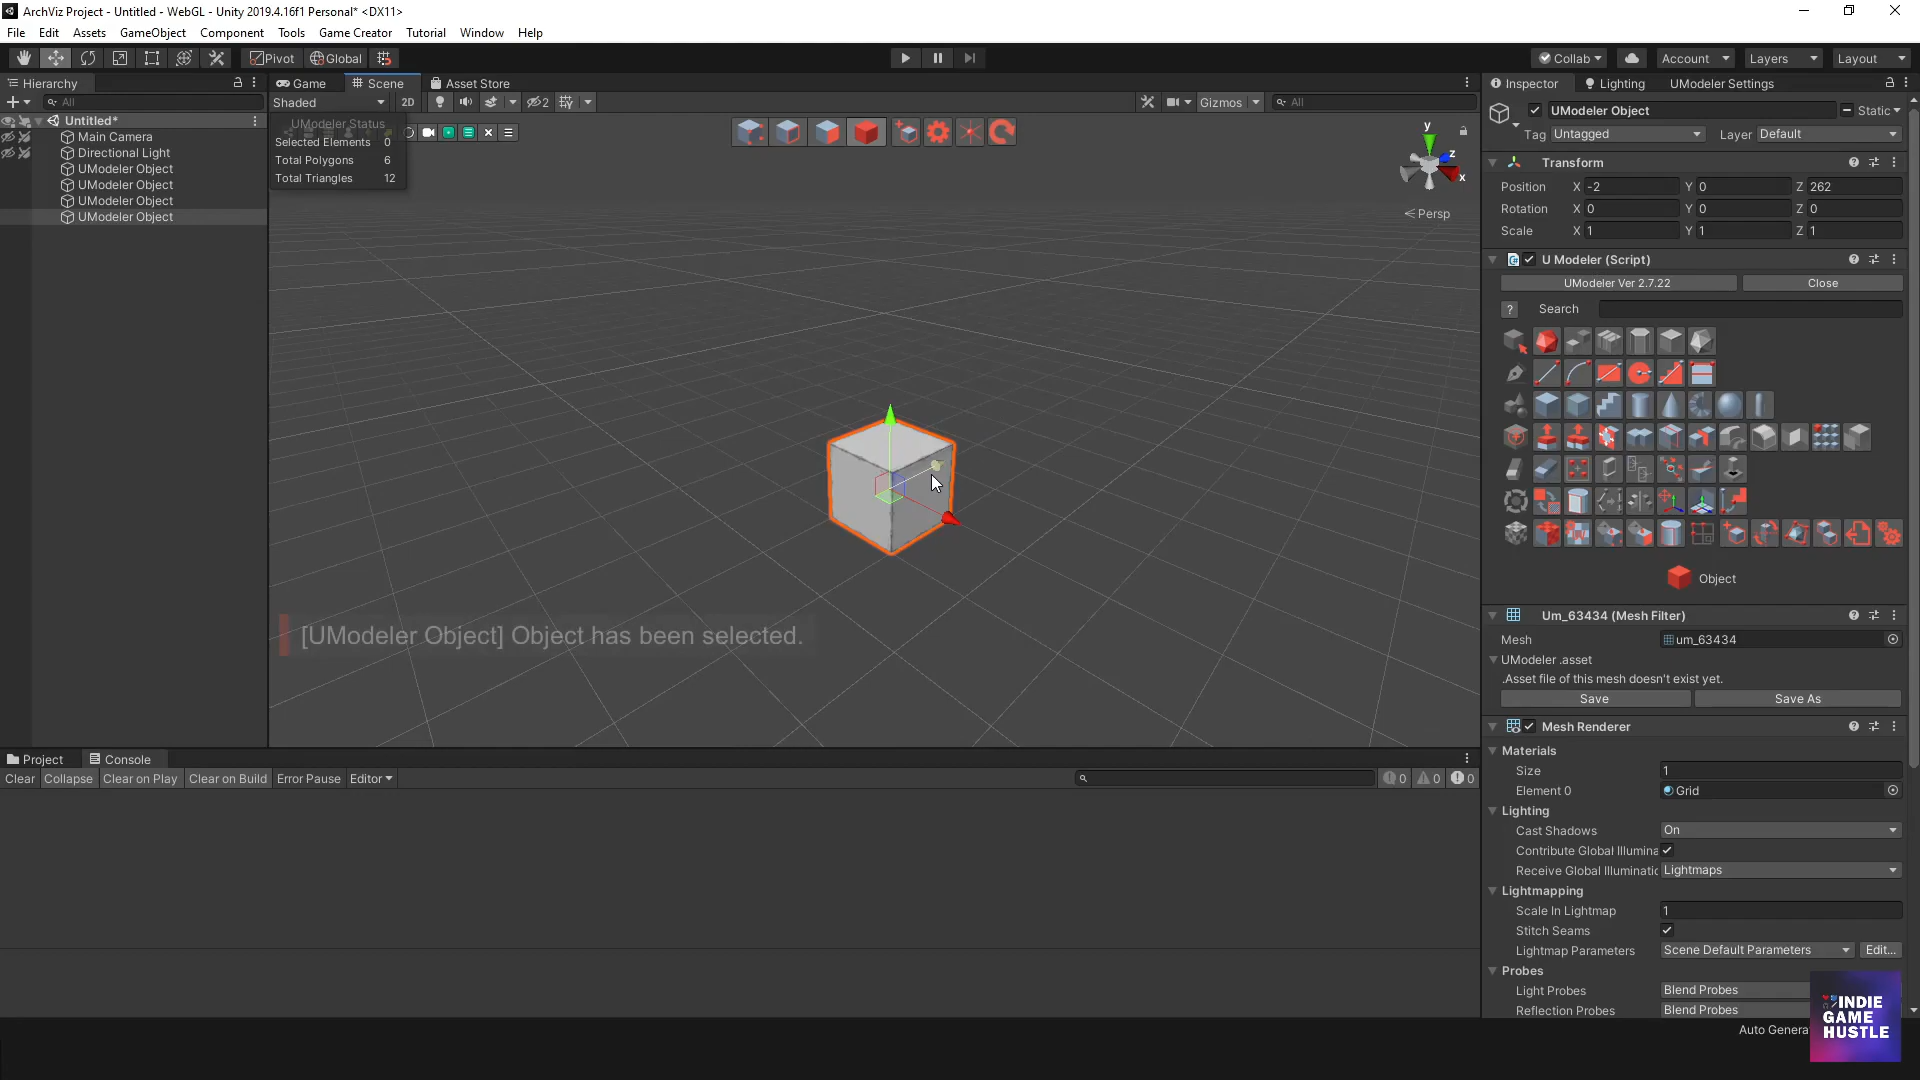 ArchViz Project - Untitled - WebGL - Unity 2019.4.16f1 Personal* <DX11>
File Edit Assets GameObject Component Tools Game Creator Tutorial Window Help
Pivot Global Collab Account Layers Layout
Hierarchy
All
Untitled*
Main Camera
Directional Light
UModeler Object
UModeler Object
UModeler Object
UModeler Object
Game Scene Asset Store
Shaded 2D 2 Gizmos All
UModeler Status
Selected Elements 0
Total Polygons 6
Total Triangles 12
y
z
x
Persp
[UModeler Object] Object has been selected.
Project Console
Clear Collapse Clear on Play Clear on Build Error Pause Editor 0 0 0
Inspector Lighting UModeler Settings
UModeler Object Static
Tag Untagged Layer Default
Transform
Position X -2 Y 0 Z 262
Rotation X 0 Y 0 Z 0
Scale X 1 Y 1 Z 1
U Modeler (Script)
UModeler Ver 2.7.22 Close
? Search
Object
Um_63434 (Mesh Filter)
Mesh um_63434
UModeler .asset
.Asset file of this mesh doesn't exist yet.
Save Save As
Mesh Renderer
Materials
Size 1
Element 0 Grid
Lighting
Cast Shadows On
Contribute Global Illumina
Receive Global Illuminatic Lightmaps
Lightmapping
Scale In Lightmap 1
Stitch Seams
Lightmap Parameters Scene Default Parameters Edit...
Probes
Light Probes Blend Probes
Reflection Probes Blend Probes
Auto Genera
INDIE
GAME
HUSTLE